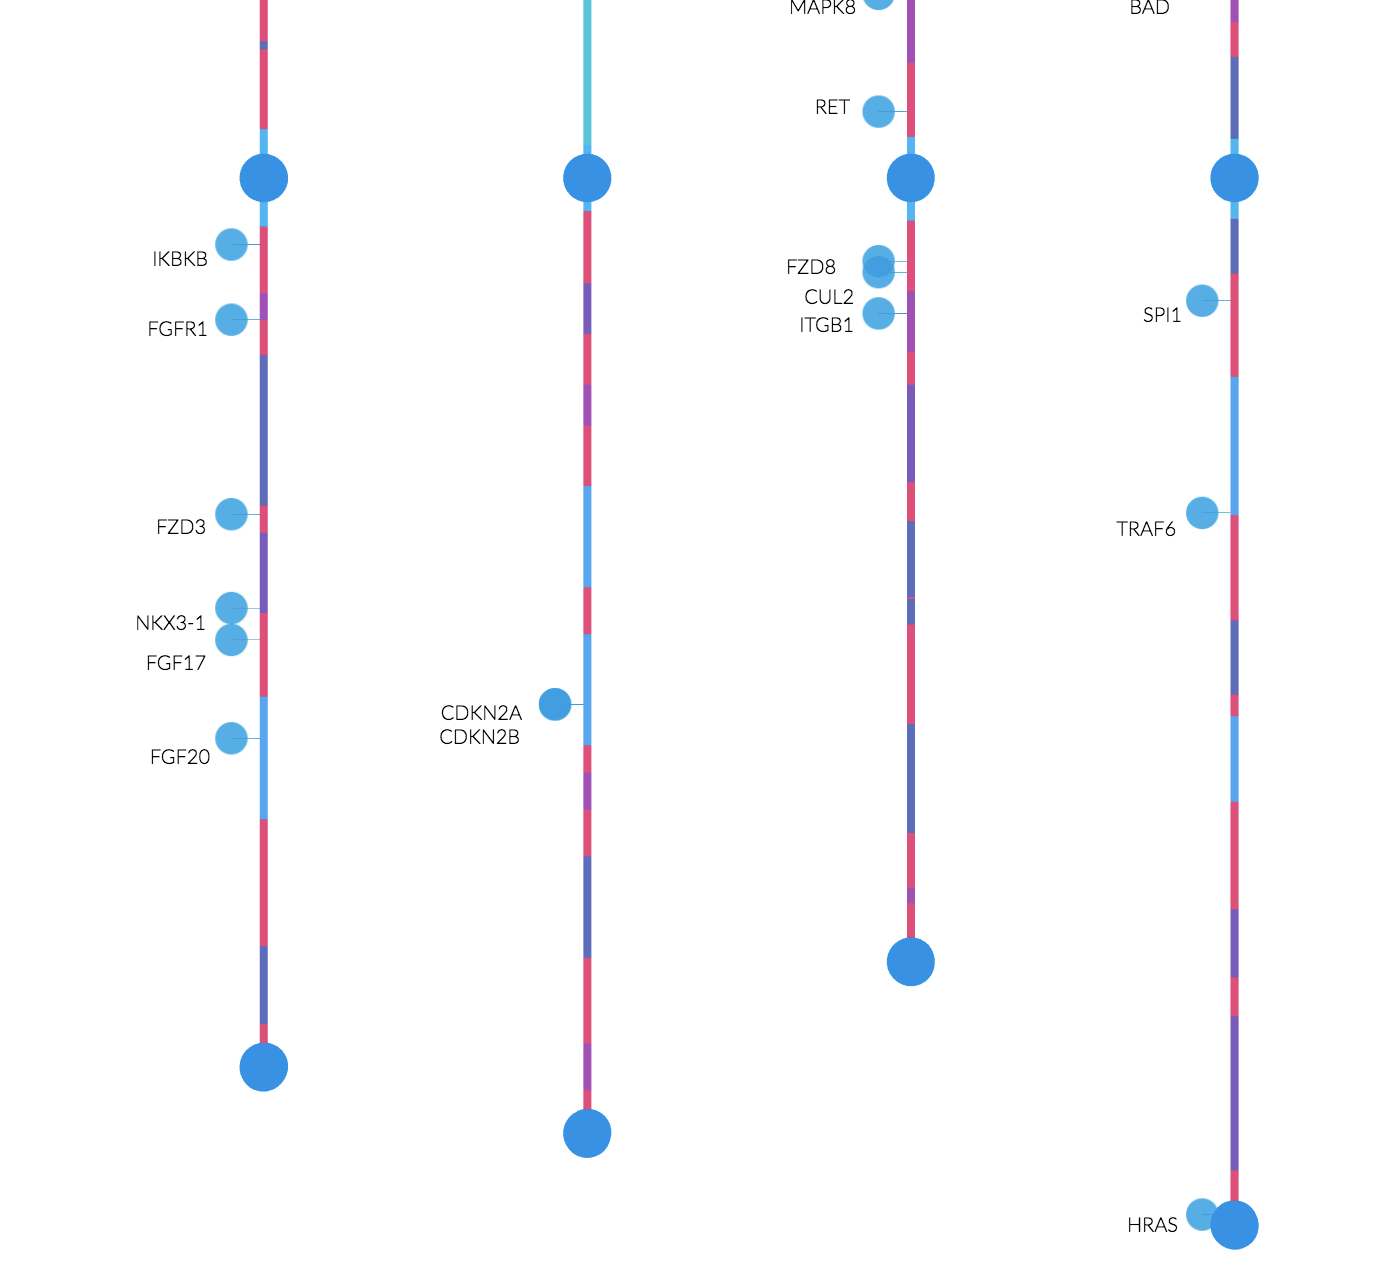 MAPK8
BAD
RET
IKBKB
FGFR1
FZD8
CUL2
ITGB1
SPI1
FZD3
TRAF6
NKX3-1
FGF17
FGF20
CDKN2A
CDKN2B
HRAS